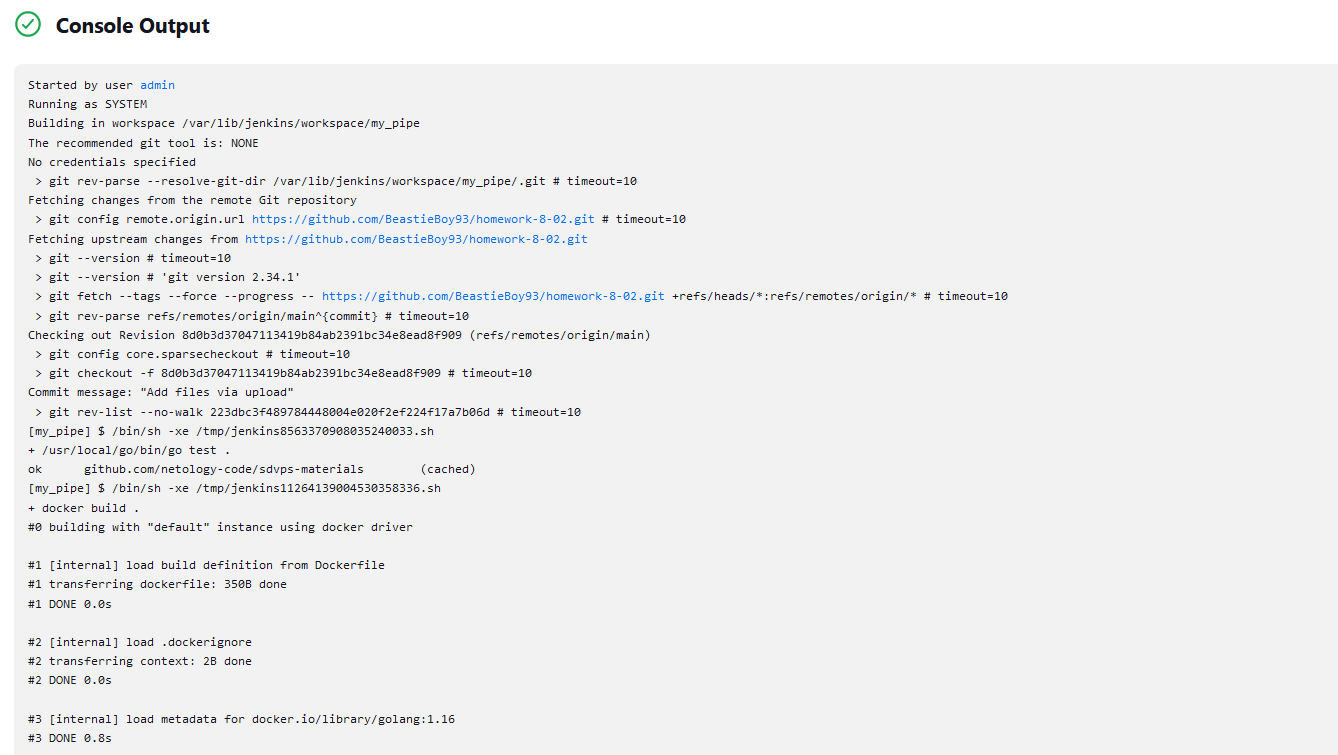 Console Output
Started by user admin
Running as SYSTEM
Building in workspace /var/lib/jenkins/workspace/my_pipe
The recommended git tool is: NONE
No credentials specified
 > git rev-parse --resolve-git-dir /var/lib/jenkins/workspace/my_pipe/.git # timeout=10
Fetching changes from the remote Git repository
 > git config remote.origin.url https://github.com/BeastieBoy93/homework-8-02.git # timeout=10
Fetching upstream changes from https://github.com/BeastieBoy93/homework-8-02.git
 > git --version # timeout=10
 > git --version # 'git version 2.34.1'
 > git fetch --tags --force --progress -- https://github.com/BeastieBoy93/homework-8-02.git +refs/heads/*:refs/remotes/origin/* # timeout=10
 > git rev-parse refs/remotes/origin/main^{commit} # timeout=10
Checking out Revision 8d0b3d37047113419b84ab2391bc34e8ead8f909 (refs/remotes/origin/main)
 > git config core.sparsecheckout # timeout=10
 > git checkout -f 8d0b3d37047113419b84ab2391bc34e8ead8f909 # timeout=10
Commit message: "Add files via upload"
 > git rev-list --no-walk 223dbc3f489784448004e020f2ef224f17a7b06d # timeout=10
[my_pipe] $ /bin/sh -xe /tmp/jenkins8563370908035240033.sh
+ /usr/local/go/bin/go test .
ok  	github.com/netology-code/sdvps-materials	(cached)
[my_pipe] $ /bin/sh -xe /tmp/jenkins11264139004530358336.sh
+ docker build .
#0 building with "default" instance using docker driver
#1 [internal] load build definition from Dockerfile
#1 transferring dockerfile: 350B done
#1 DONE 0.0s
#2 [internal] load .dockerignore
#2 transferring context: 2B done
#2 DONE 0.0s
#3 [internal] load metadata for docker.io/library/golang:1.16
#3 DONE 0.8s